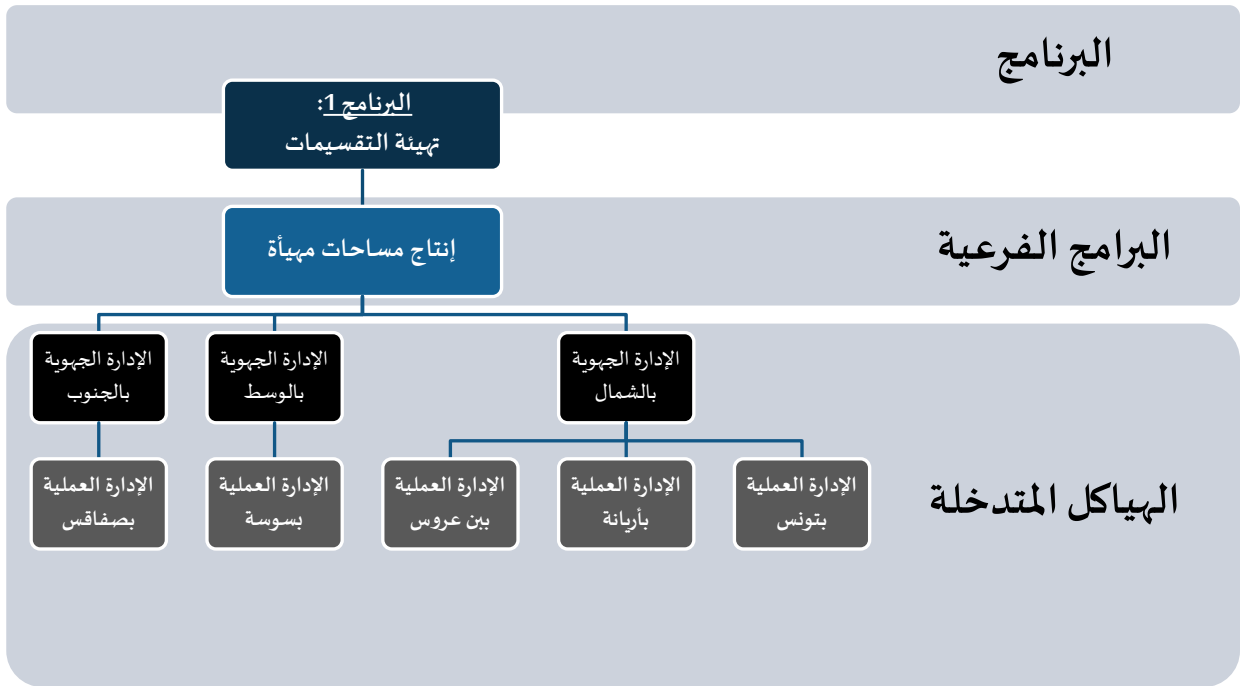 البرنامج
البرنامج 1:
تهيئة التقسيمات
البرامج الفرعية
إنتاج مساحات مهيأة
الهياكل المتدخلة
الإدارة الجهوية
بالشمال
الإدارة الجهوية
بالوسط
الإدارة الجهوية
بالجنوب
الإدارة العملية
بتونس
الإدارة العملية
بأريانة
الإدارة العملية
ببن عروس
الإدارة العملية
بسوسة
الإدارة العملية
بصفاقس